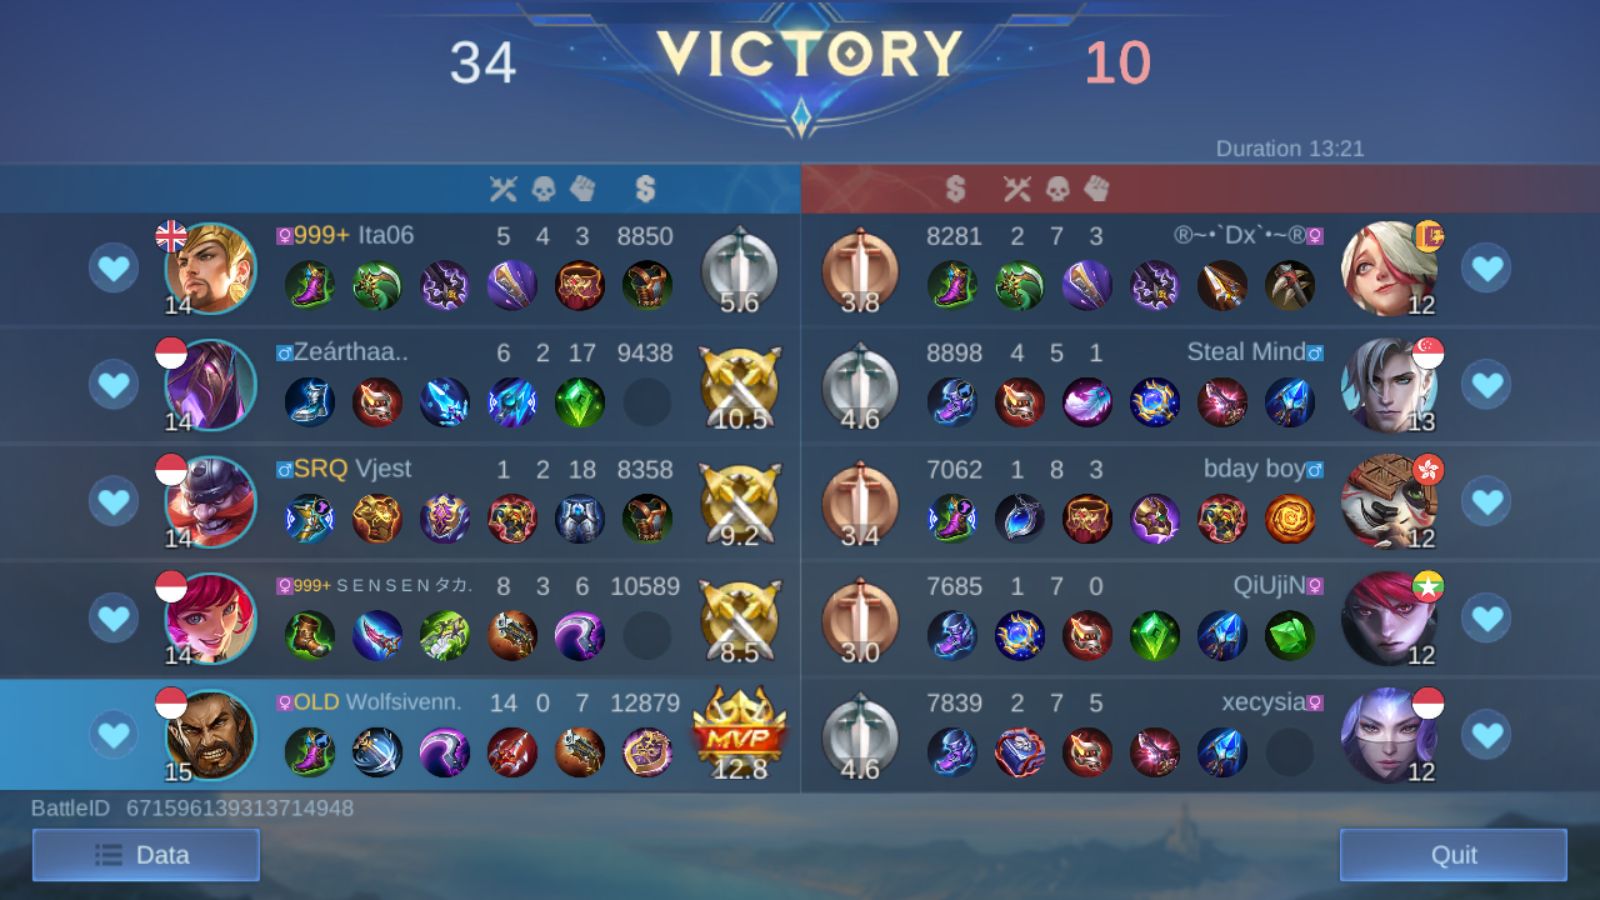 34 VICTORY 10
Duration 13:21
999+ Ita06 5 4 3 8850
14 5.6
8281 2 7 3 ®~•`Dx`•~®
3.8 12
Zeárthaa.. 6 2 17 9438
14 10.5
8898 4 5 1 Steal Mind
4.6 13
SRQ Vjest 1 2 18 8358
14 9.2
7062 1 8 3 bday boy
3.4 12
999+ S E N S E N タカ. 8 3 6 10589
14 8.5
7685 1 7 0 QiUjiN
3.0 12
OLD Wolfsivenn. 14 0 7 12879
15 MVP 12.8
7839 2 7 5 xecysia
4.6 12
BattleID 671596139313714948
Data
Quit